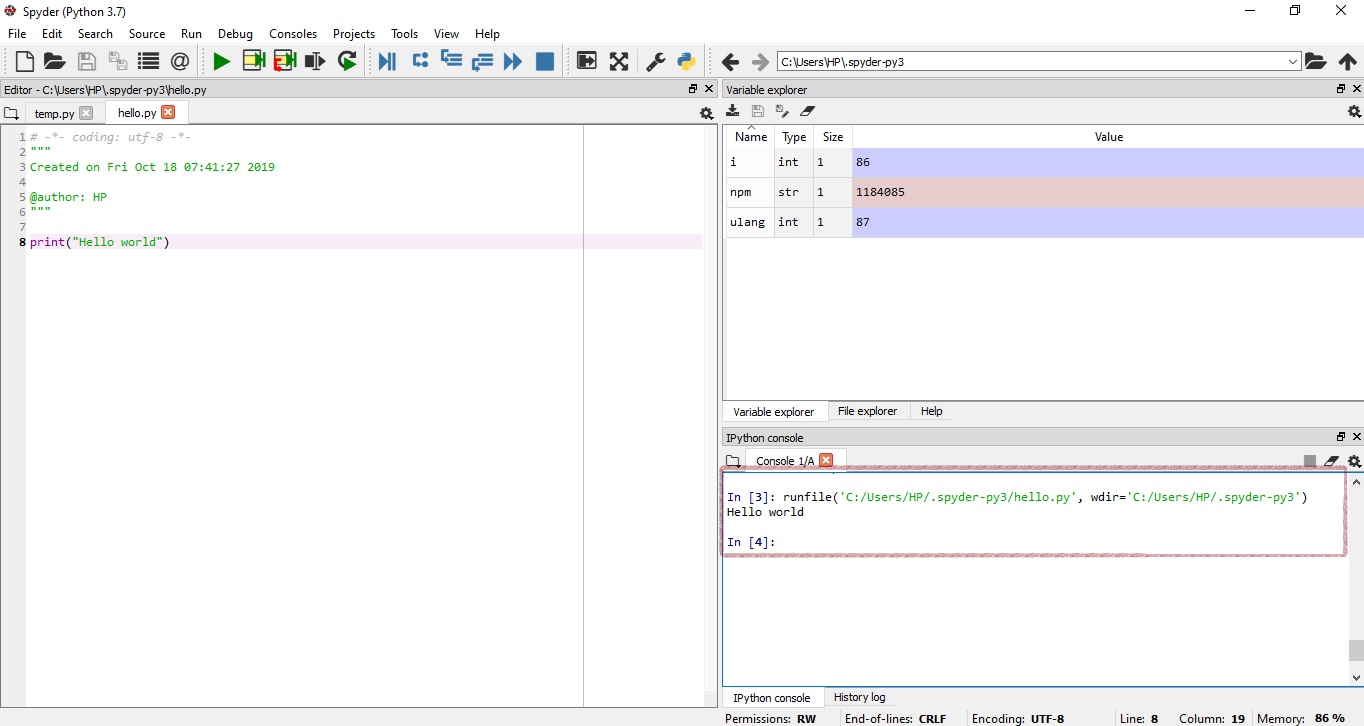 Spyder (Python 3.7)
File Edit Search Source Run Debug Consoles Projects Tools View Help
C:\Users\HP\.spyder-py3
Editor - C:\Users\HP\.spyder-py3\hello.py
temp.py hello.py
1 # -*- coding: utf-8 -*-
2 """
3 Created on Fri Oct 18 07:41:27 2019
4
5 @author: HP
6 """
7
8 print("Hello world")
Variable explorer
Name Type Size Value
i int 1 86
npm str 1 1184085
ulang int 1 87
Variable explorer File explorer Help
IPython console
Console 1/A
In [3]: runfile('C:/Users/HP/.spyder-py3/hello.py', wdir='C:/Users/HP/.spyder-py3')
Hello world
In [4]:
IPython console History log
Permissions: RW End-of-lines: CRLF Encoding: UTF-8 Line: 8 Column: 19 Memory: 86 %